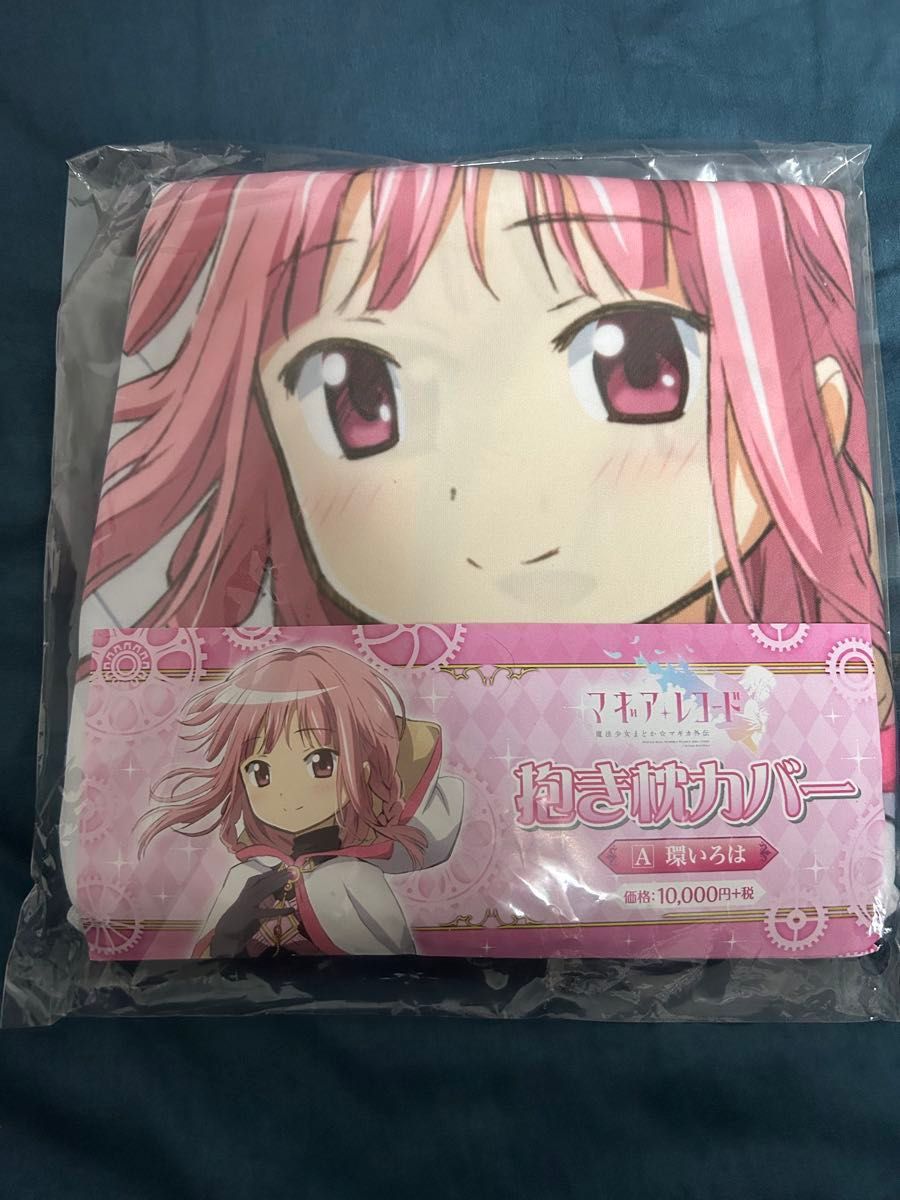 マギア✦レコード
魔法少女まどか☆マギカ外伝
抱き枕カバー
A 環いろは
価格:10,000円+税